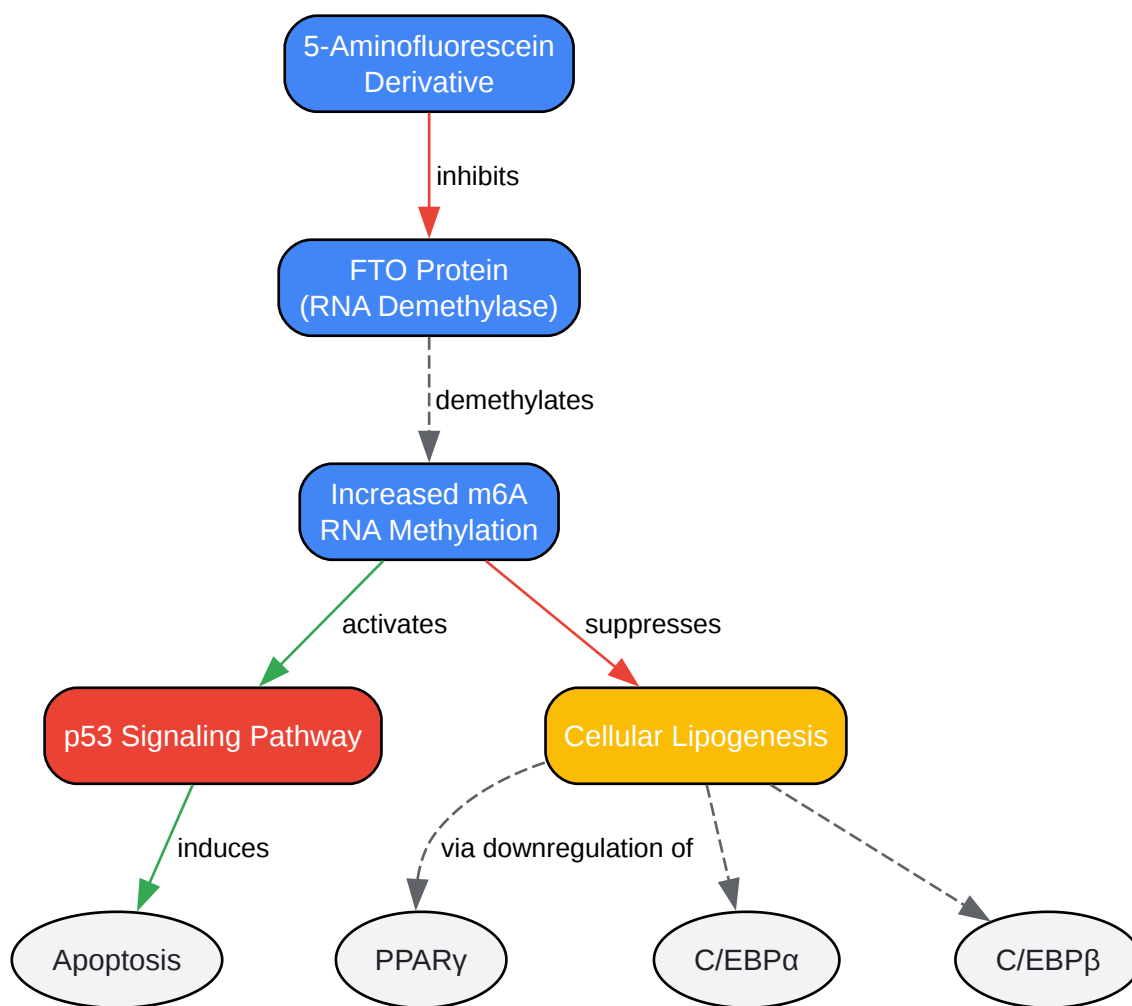 5-Aminofluorescein
Derivative
inhibits
FTO Protein
(RNA Demethylase)
demethylates
Increased m6A
RNA Methylation
activates
suppresses
p53 Signaling Pathway
Cellular Lipogenesis
induces
via downregulation of
Apoptosis
PPARγ
C/EBPα
C/EBPβ